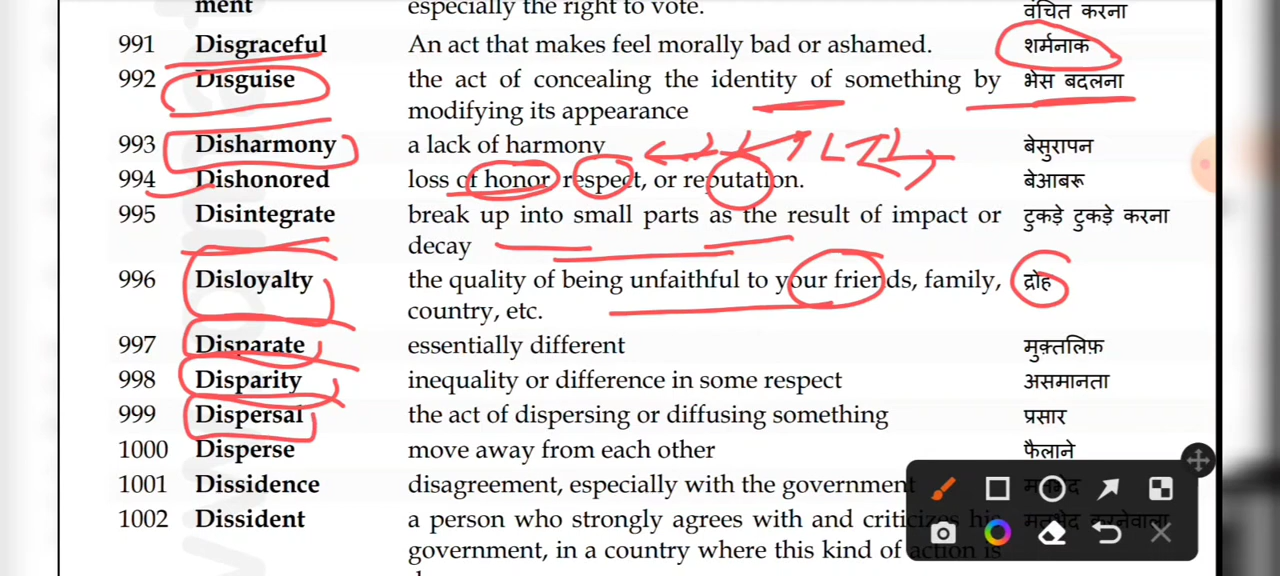 ment especially the right to vote. वंचित करना
991 Disgraceful An act that makes feel morally bad or ashamed. शर्मनाक
992 Disguise the act of concealing the identity of something by भेस बदलना
modifying its appearance
993 Disharmony a lack of harmony बेसुरापन
994 Dishonored loss of honor, respect, or reputation. बेआबरू
995 Disintegrate break up into small parts as the result of impact or टुकड़े टुकड़े करना
decay
996 Disloyalty the quality of being unfaithful to your friends, family, द्रोह
country, etc.
997 Disparate essentially different मुक़्तलिफ़
998 Disparity inequality or difference in some respect असमानता
999 Dispersal the act of dispersing or diffusing something प्रसार
1000 Disperse move away from each other फैलाने
1001 Dissidence disagreement, especially with the government मतभेद
1002 Dissident a person who strongly agrees with and criticizes his मतभेद करनेवाला
government, in a country where this kind of action is